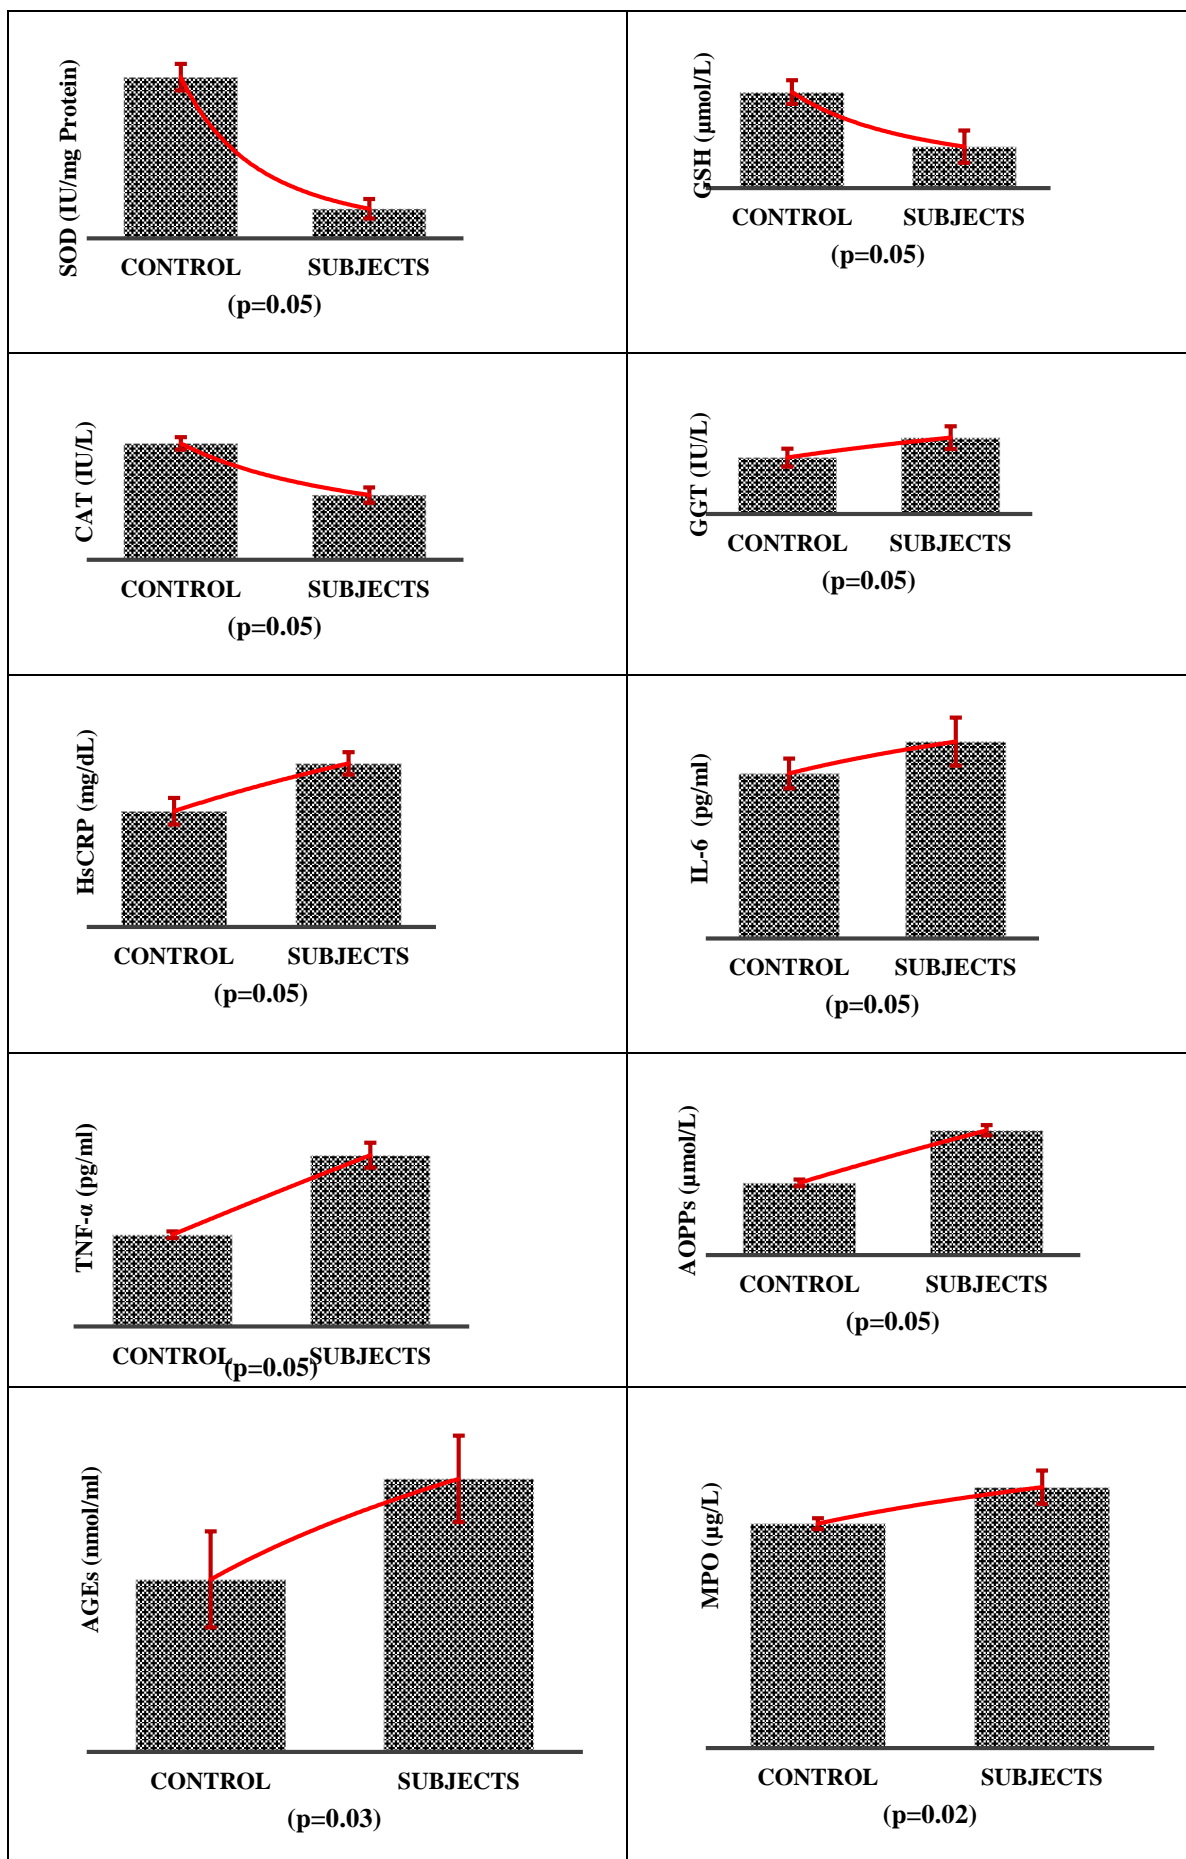 SOD (IU/mg Protein)
CONTROL SUBJECTS
(p=0.05)
GSH (µmol/L)
CONTROL SUBJECTS
(p=0.05)
CAT (IU/L)
CONTROL SUBJECTS
(p=0.05)
GGT (IU/L)
CONTROL SUBJECTS
(p=0.05)
HsCRP (mg/dL)
CONTROL SUBJECTS
(p=0.05)
IL-6 (pg/ml)
CONTROL SUBJECTS
(p=0.05)
TNF-α (pg/ml)
CONTROL SUBJECTS
(p=0.05)
AOPPs (µmol/L)
CONTROL SUBJECTS
(p=0.05)
AGEs (nmol/ml)
CONTROL SUBJECTS
(p=0.03)
MPO (µg/L)
CONTROL SUBJECTS
(p=0.02)